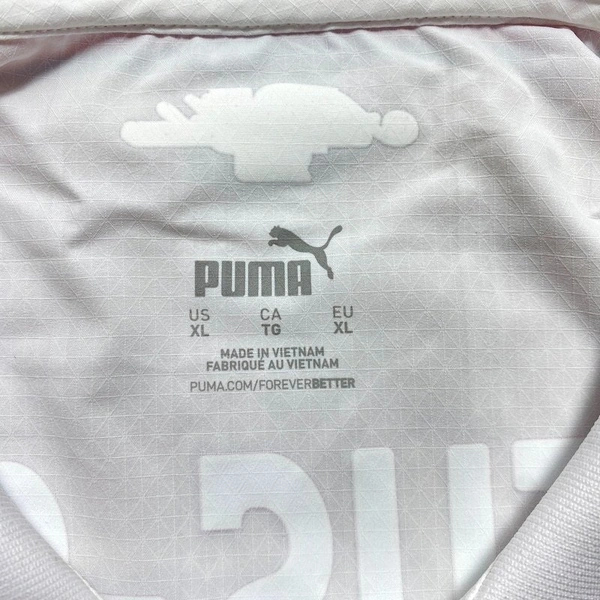 PUMA
US CA EU
XL TG XL
MADE IN VIETNAM
FABRIQUÉ AU VIETNAM
PUMA.COM/FOREVERBETTER